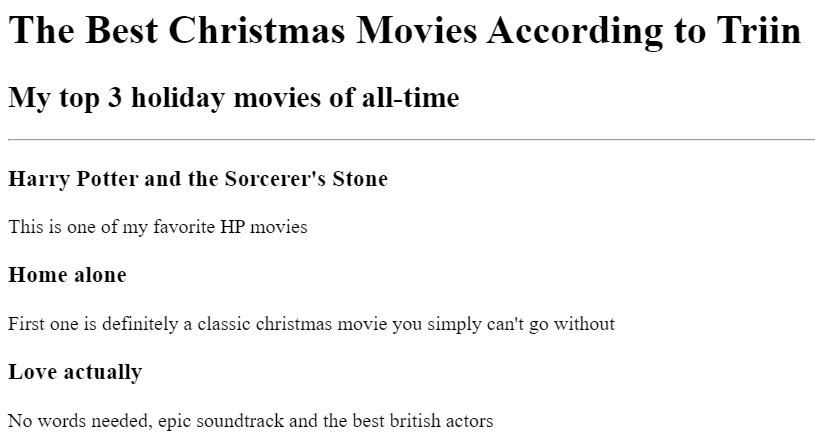 The Best Christmas Movies According to Triin
My top 3 holiday movies of all-time
Harry Potter and the Sorcerer's Stone
This is one of my favorite HP movies
Home alone
First one is definitely a classic christmas movie you simply can't go without
Love actually
No words needed, epic soundtrack and the best british actors